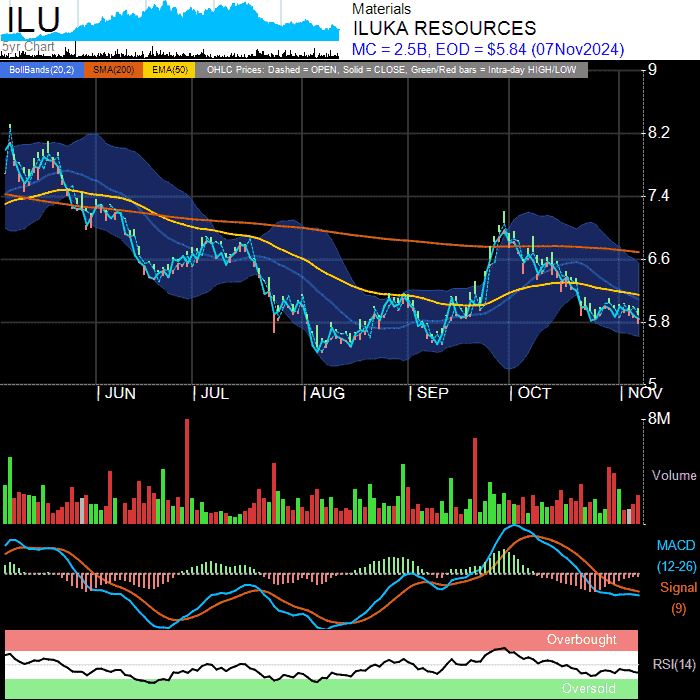 ILU
5yr Chart
Materials
ILUKA RESOURCES
MC = 2.5B, EOD = $5.84 (07Nov2024)
BollBands(20,2) SMA(200) EMA(50) OHLC Prices: Dashed = OPEN, Solid = CLOSE, Green/Red bars = Intra-day HIGH/LOW
9
8.2
7.4
6.6
5.8
5
JUN JUL AUG SEP OCT NOV
8M
Volume
MACD
(12-26)
Signal
(9)
Overbought
RSI(14)
Oversold